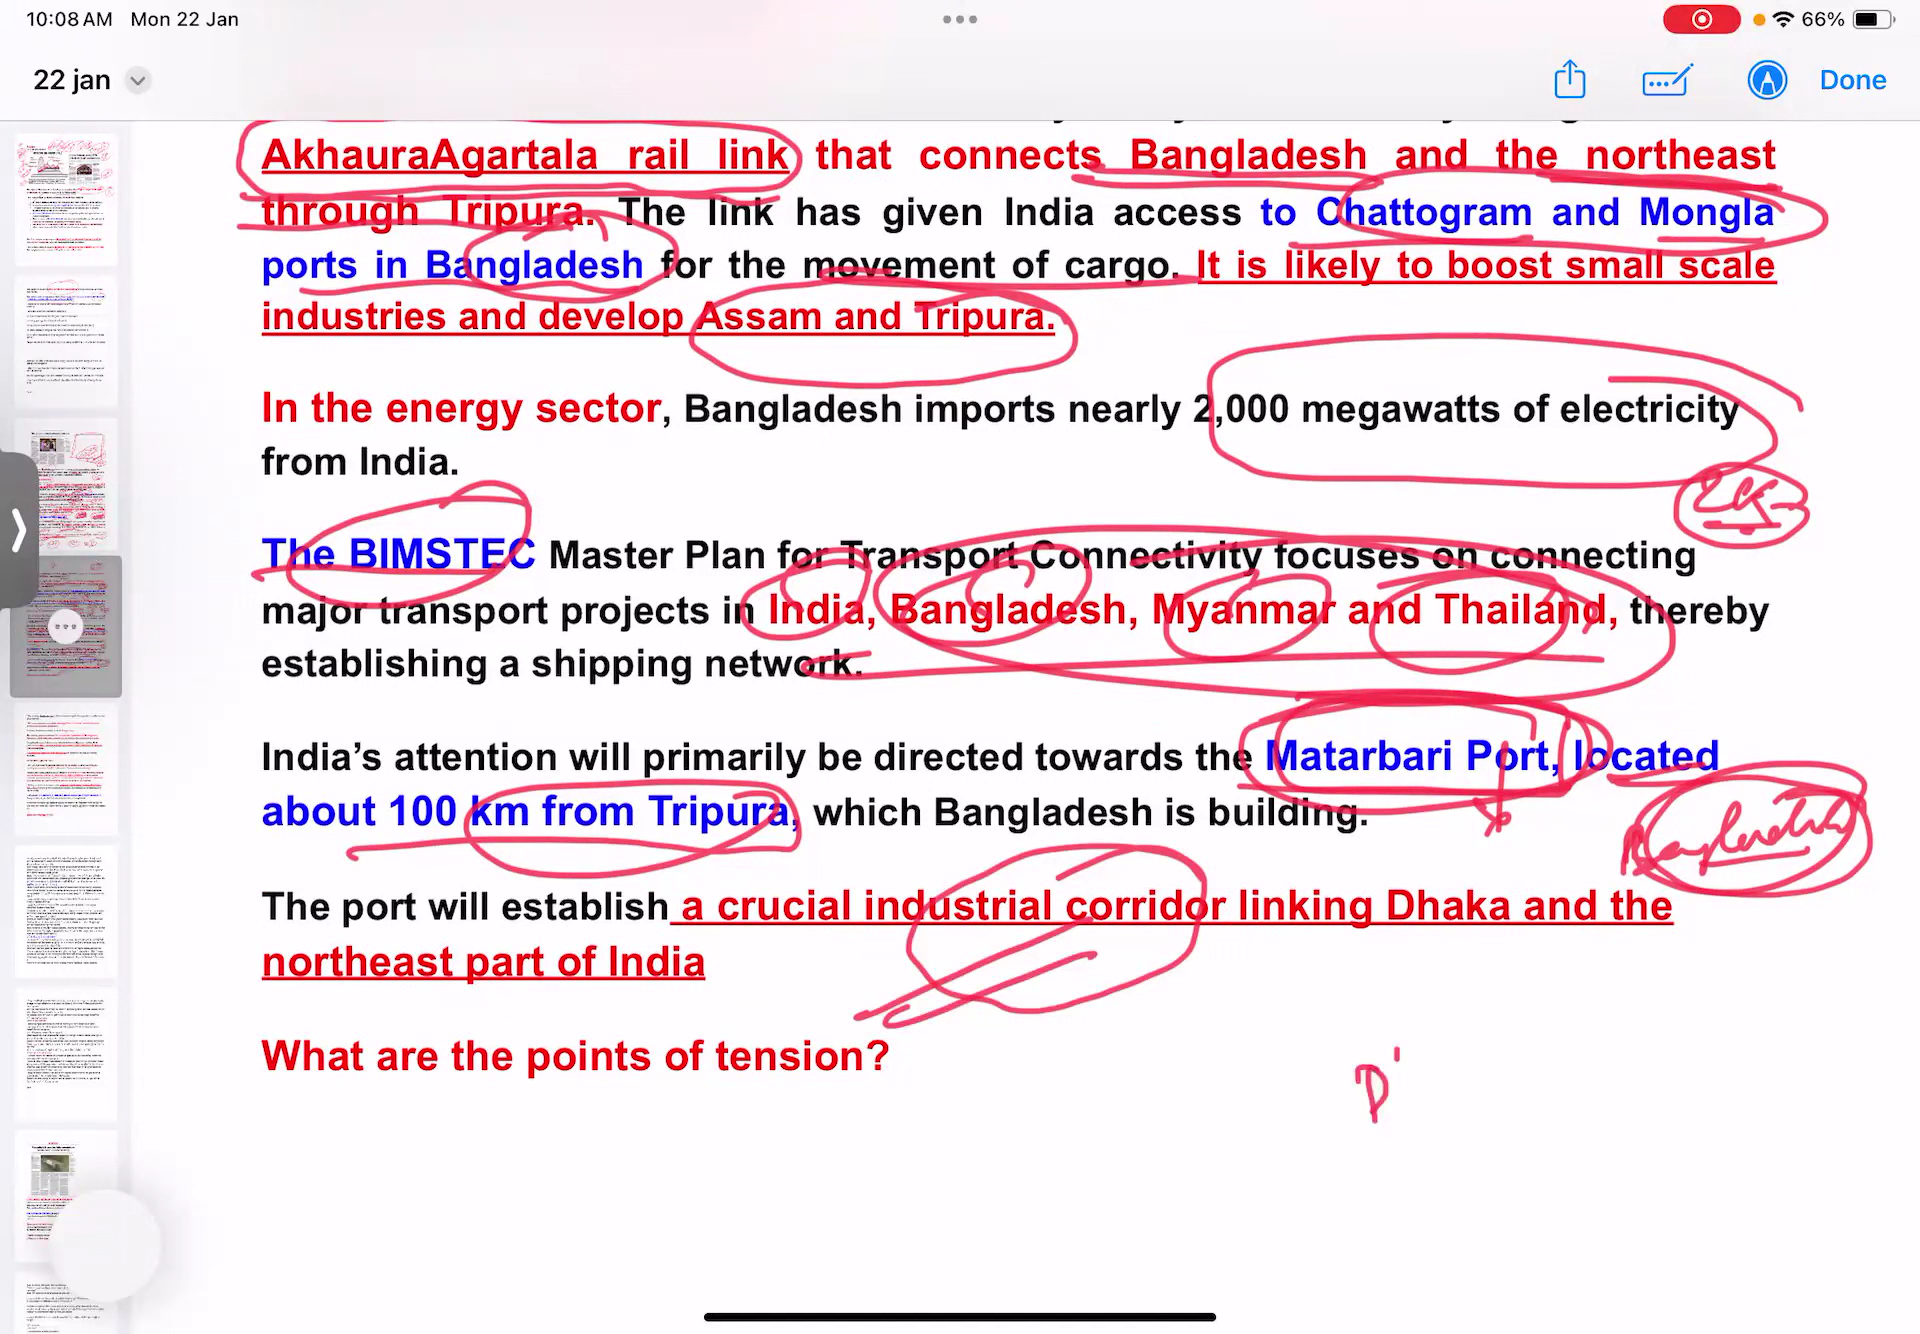 10:08 AM Mon 22 Jan
66%
22 jan
Done
AkhauraAgartala rail link that connects Bangladesh and the northeast
through Tripura. The link has given India access to Chattogram and Mongla
ports in Bangladesh for the movement of cargo. It is likely to boost small scale
industries and develop Assam and Tripura.
In the energy sector, Bangladesh imports nearly 2,000 megawatts of electricity
from India.
2K
The BIMSTEC Master Plan for Transport Connectivity focuses on connecting
major transport projects in India, Bangladesh, Myanmar and Thailand, thereby
establishing a shipping network.
India’s attention will primarily be directed towards the Matarbari Port, located
about 100 km from Tripura, which Bangladesh is building.
Bangladesh
The port will establish a crucial industrial corridor linking Dhaka and the
northeast part of India
What are the points of tension?